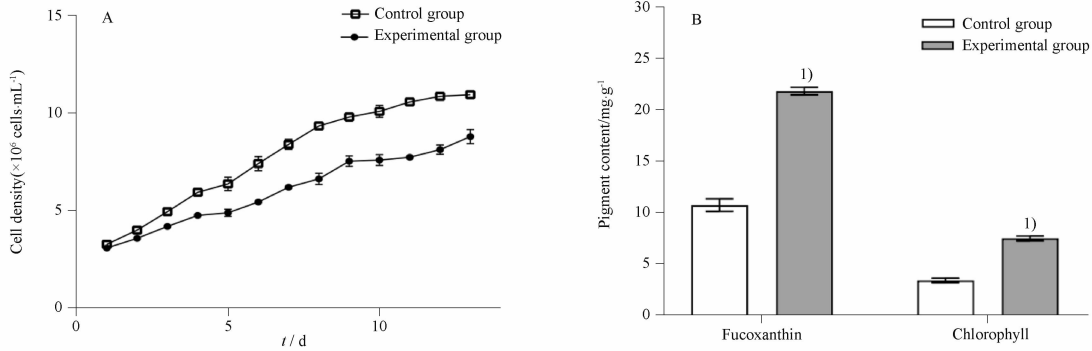 A
Control group
Experimental group
Cell density(×10⁶ cells·mL⁻¹)
15
10
5
0
0
5
10
t / d
B
Control group
Experimental group
Pigment content/mg·g⁻¹
30
25
20
15
10
5
0
1)
1)
Fucoxanthin
Chlorophyll